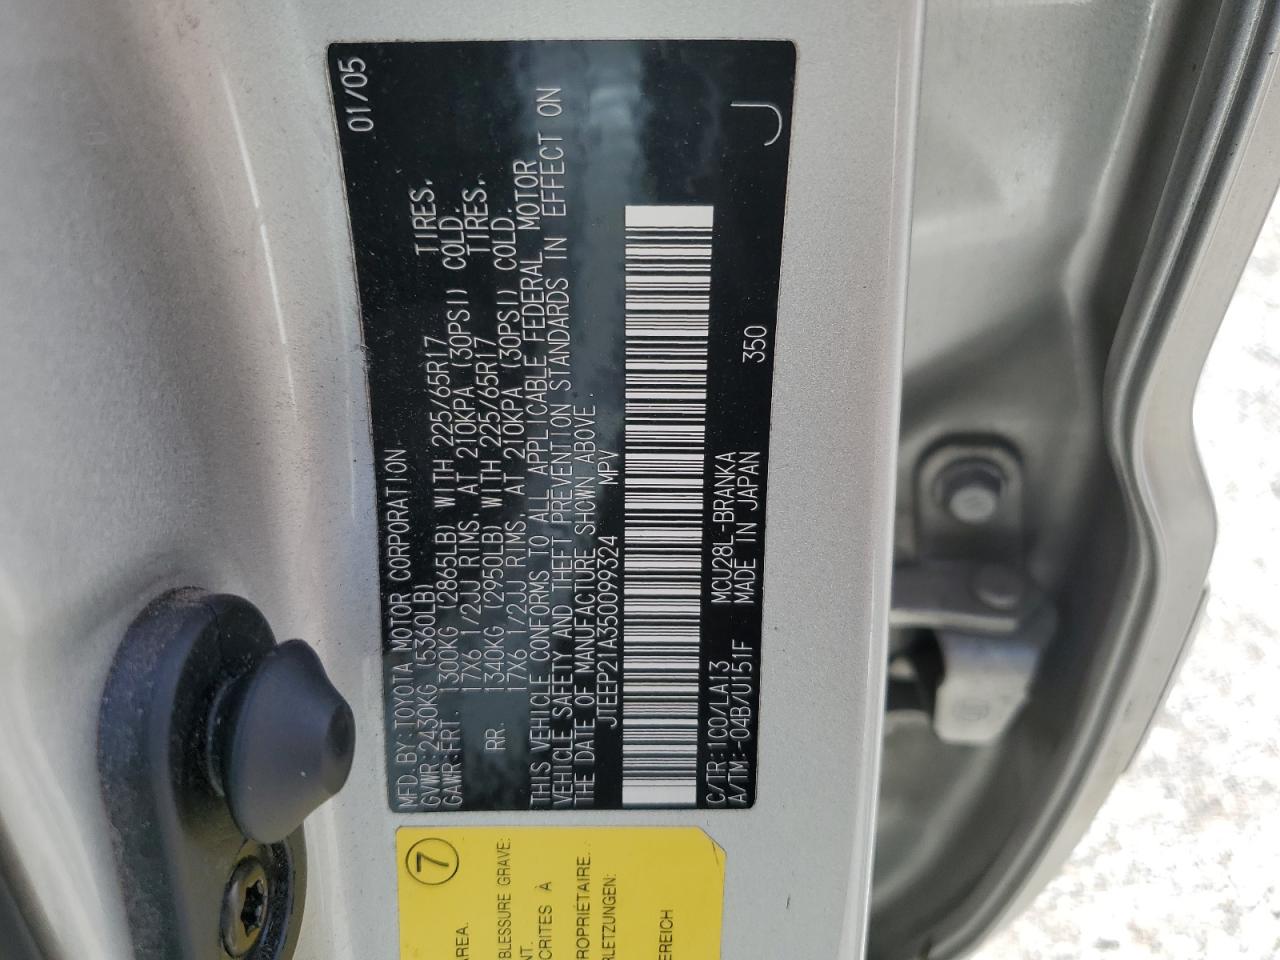 MFD. BY: TOYOTA MOTOR CORPORATION 01/05
GVWR: 2430KG (5360LB)
GAWR: FRT. 1300KG (2865LB) WITH 225/65R17 TIRES,
17X6 1/2JJ RIMS, AT 210KPA (30PSI) COLD.
RR. 1340KG (2950LB) WITH 225/65R17 TIRES,
17X6 1/2JJ RIMS, AT 210KPA (30PSI) COLD.
THIS VEHICLE CONFORMS TO ALL APPLICABLE FEDERAL MOTOR
VEHICLE SAFETY AND THEFT PREVENTION STANDARDS IN EFFECT ON
THE DATE OF MANUFACTURE SHOWN ABOVE.
JTEEP21A350099324 MPV
C/TR: 1C0/LA13 MCU28L-BRANKA
A/TM: -04B/U151F MADE IN JAPAN 350
J
7
AREA.
BLESSURE GRAVE:
NT.
CRITES À
ROPRIÉTAIRE.
RLETZUNGEN:
EREICH